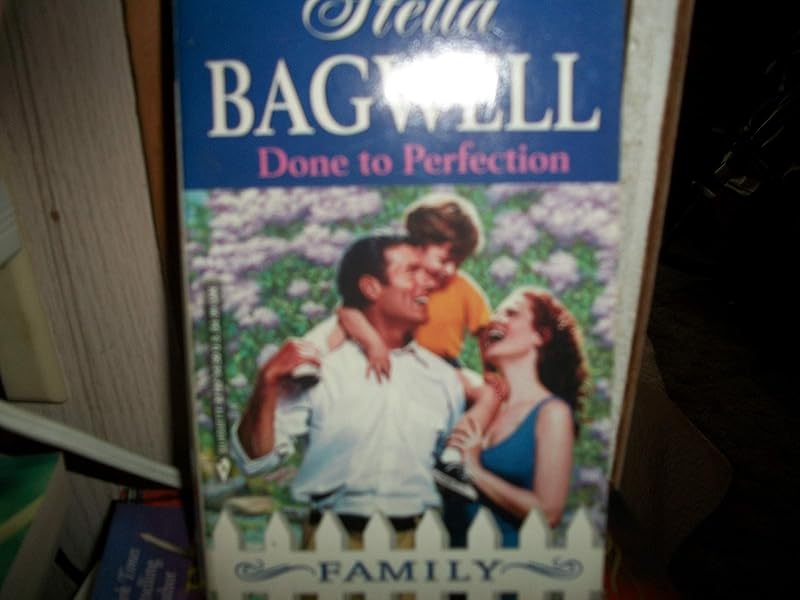 Stella
BAGWELL
Done to Perfection
FAMILY